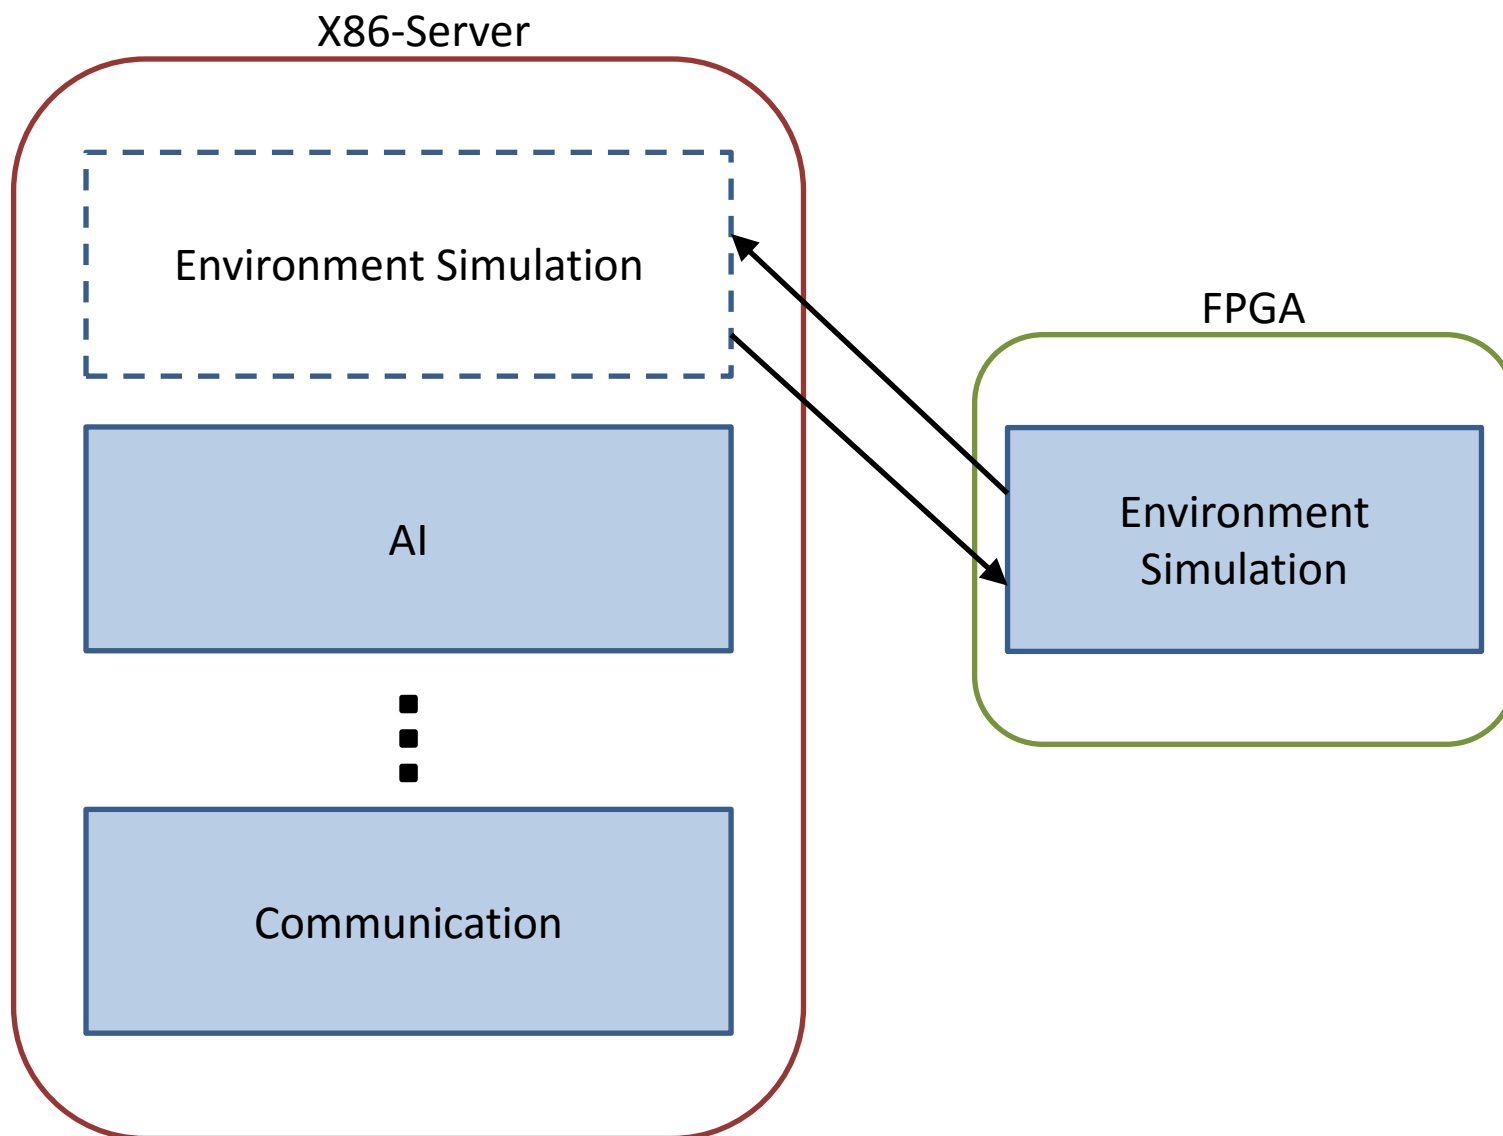 X86-Server
Environment Simulation
AI
Communication
FPGA
Environment
Simulation